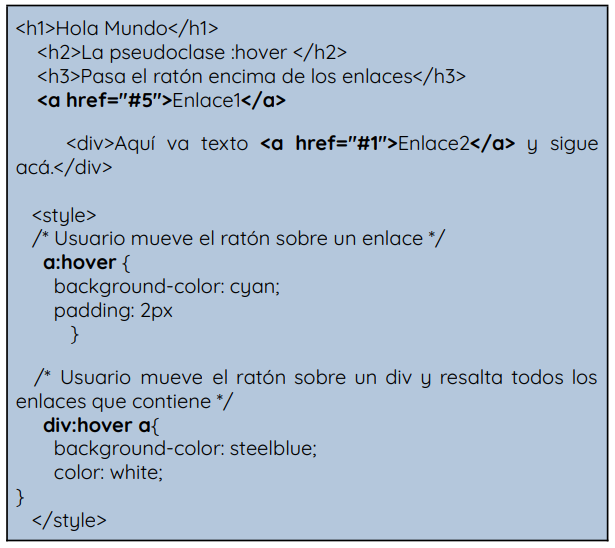 <h1>Hola Mundo</h1>
<h2>La pseudoclase :hover </h2>
<h3>Pasa el ratón encima de los enlaces</h3>
<a href="#5">Enlace1</a>
<div>Aquí va texto <a href="#1">Enlace2</a> y sigue
acá.</div>
<style>
/* Usuario mueve el ratón sobre un enlace */
a:hover {
background-color: cyan;
padding: 2px
}
/* Usuario mueve el ratón sobre un div y resalta todos los
enlaces que contiene */
div:hover a{
background-color: steelblue;
color: white;
}
</style>